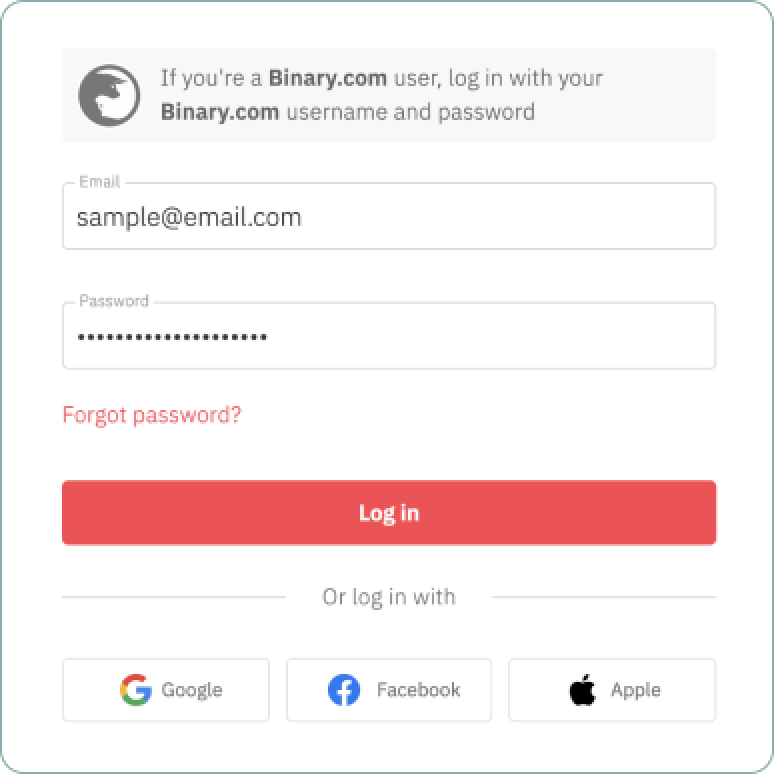 If you're a Binary.com user, log in with your
Binary.com username and password
Email
sample@email.com
Password
••••••••••••••••••••
Forgot password?
Log in
Or log in with
Google
Facebook
Apple